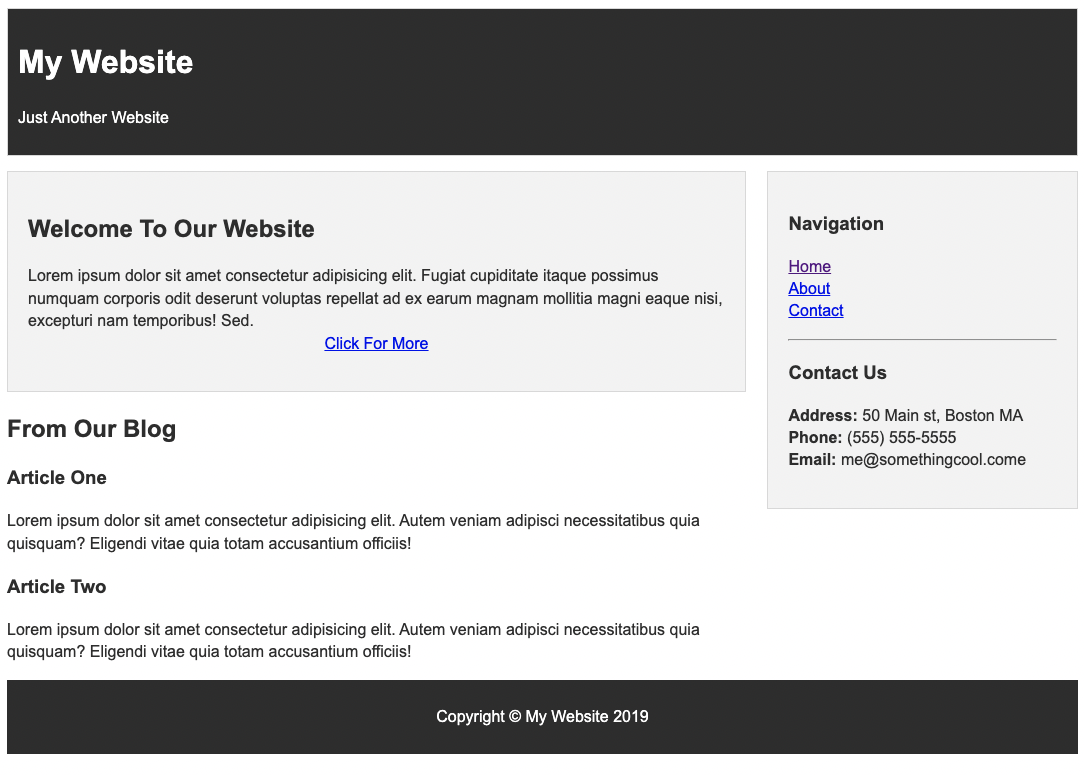 My Website
Just Another Website
Welcome To Our Website
Lorem ipsum dolor sit amet consectetur adipisicing elit. Fugiat cupiditate itaque possimus
numquam corporis odit deserunt voluptas repellat ad ex earum magnam mollitia magni eaque nisi,
excepturi nam temporibus! Sed.
Click For More
From Our Blog
Article One
Lorem ipsum dolor sit amet consectetur adipisicing elit. Autem veniam adipisci necessitatibus quia
quisquam? Eligendi vitae quia totam accusantium officiis!
Article Two
Lorem ipsum dolor sit amet consectetur adipisicing elit. Autem veniam adipisci necessitatibus quia
quisquam? Eligendi vitae quia totam accusantium officiis!
Navigation
Home
About
Contact
Contact Us
Address: 50 Main st, Boston MA
Phone: (555) 555-5555
Email: me@somethingcool.come
Copyright © My Website 2019